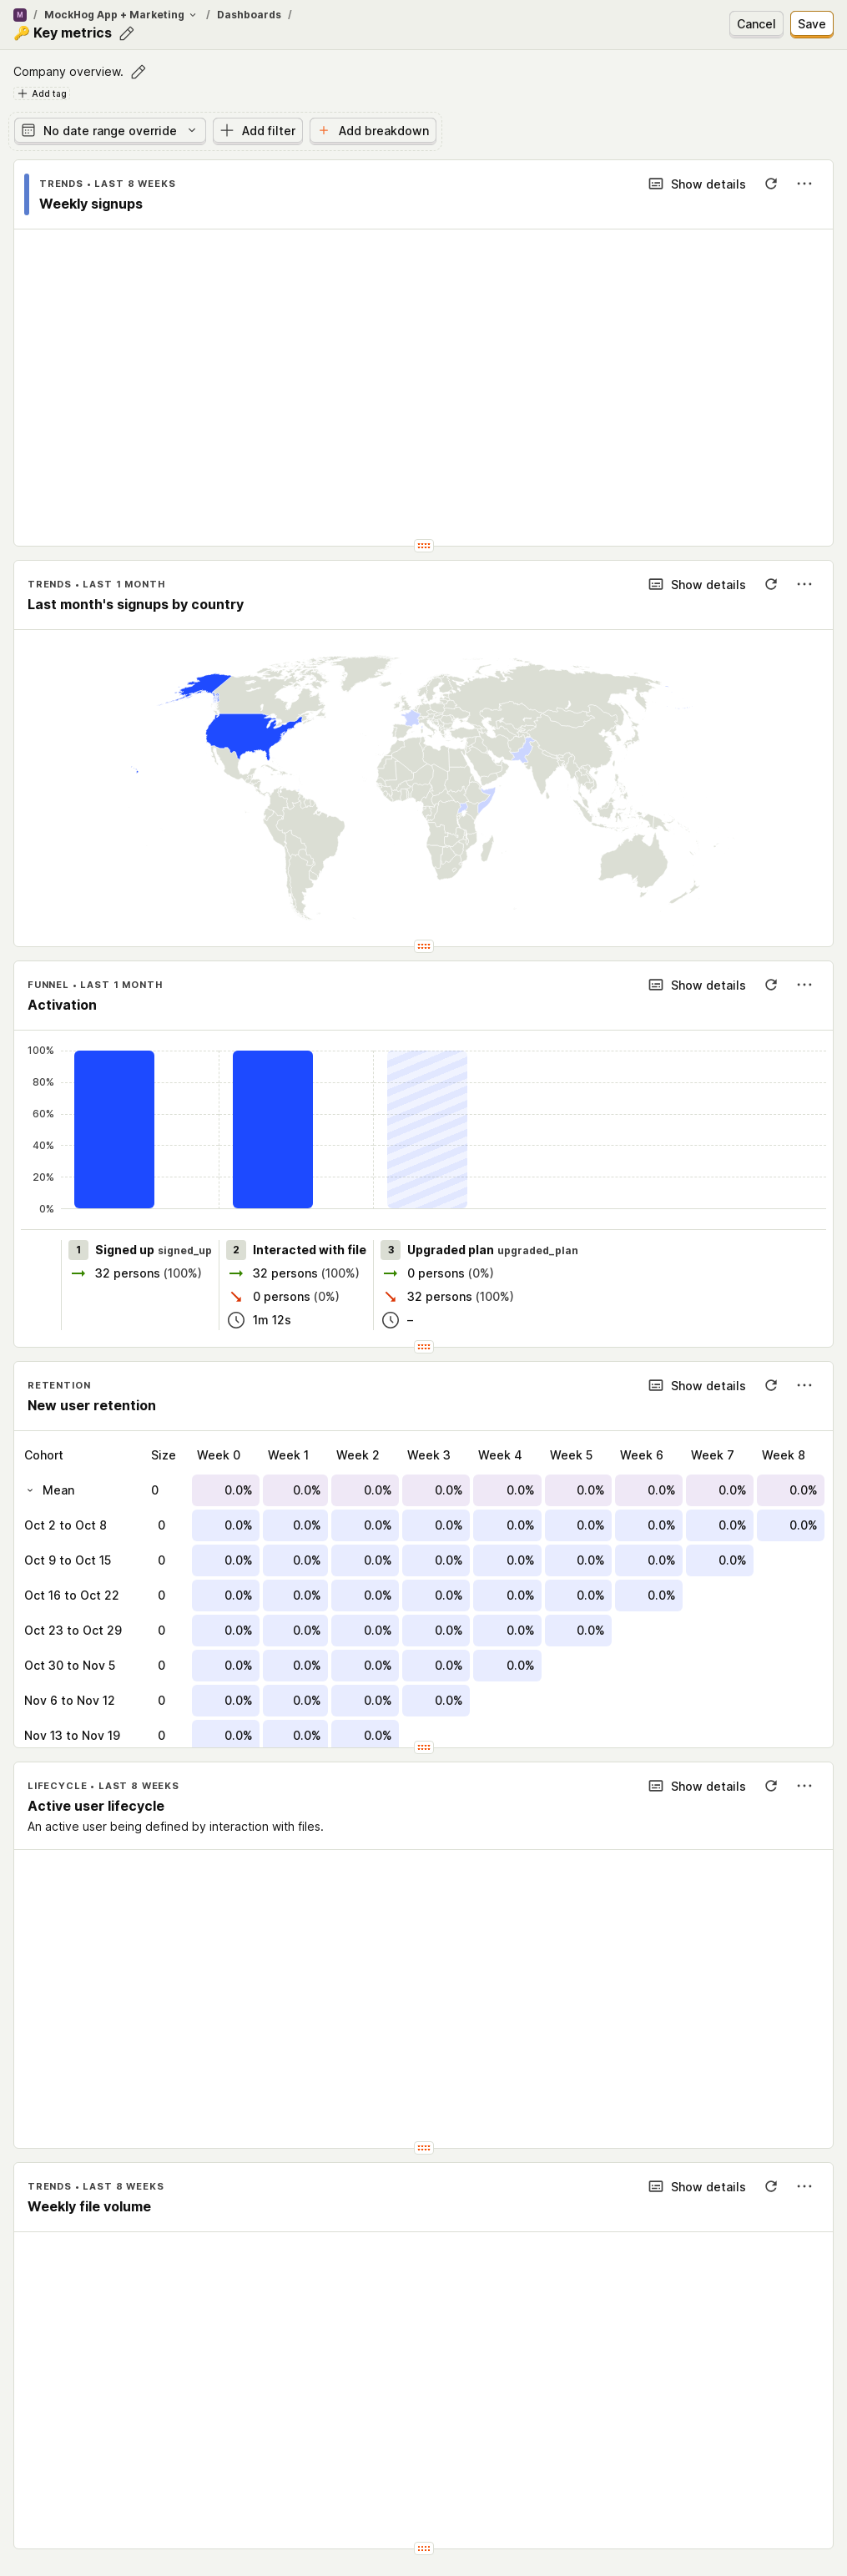 M / MockHog App + Marketing / Dashboards /
🔑 Key metrics
Cancel
Save
Company overview.
Add tag
No date range override
Add filter
Add breakdown
TRENDS • LAST 8 WEEKS
Show details
Weekly signups
TRENDS • LAST 1 MONTH
Show details
Last month's signups by country
FUNNEL • LAST 1 MONTH
Show details
Activation
100%
80%
60%
40%
20%
0%
1 Signed up signed_up
32 persons (100%)
2 Interacted with file
32 persons (100%)
0 persons (0%)
1m 12s
3 Upgraded plan upgraded_plan
0 persons (0%)
32 persons (100%)
–
RETENTION
Show details
New user retention
Cohort Size Week 0 Week 1 Week 2 Week 3 Week 4 Week 5 Week 6 Week 7 Week 8
Mean 0 0.0% 0.0% 0.0% 0.0% 0.0% 0.0% 0.0% 0.0% 0.0%
Oct 2 to Oct 8 0 0.0% 0.0% 0.0% 0.0% 0.0% 0.0% 0.0% 0.0% 0.0%
Oct 9 to Oct 15 0 0.0% 0.0% 0.0% 0.0% 0.0% 0.0% 0.0% 0.0%
Oct 16 to Oct 22 0 0.0% 0.0% 0.0% 0.0% 0.0% 0.0% 0.0%
Oct 23 to Oct 29 0 0.0% 0.0% 0.0% 0.0% 0.0% 0.0%
Oct 30 to Nov 5 0 0.0% 0.0% 0.0% 0.0% 0.0%
Nov 6 to Nov 12 0 0.0% 0.0% 0.0% 0.0%
Nov 13 to Nov 19 0 0.0% 0.0% 0.0%
LIFECYCLE • LAST 8 WEEKS
Show details
Active user lifecycle
An active user being defined by interaction with files.
TRENDS • LAST 8 WEEKS
Show details
Weekly file volume